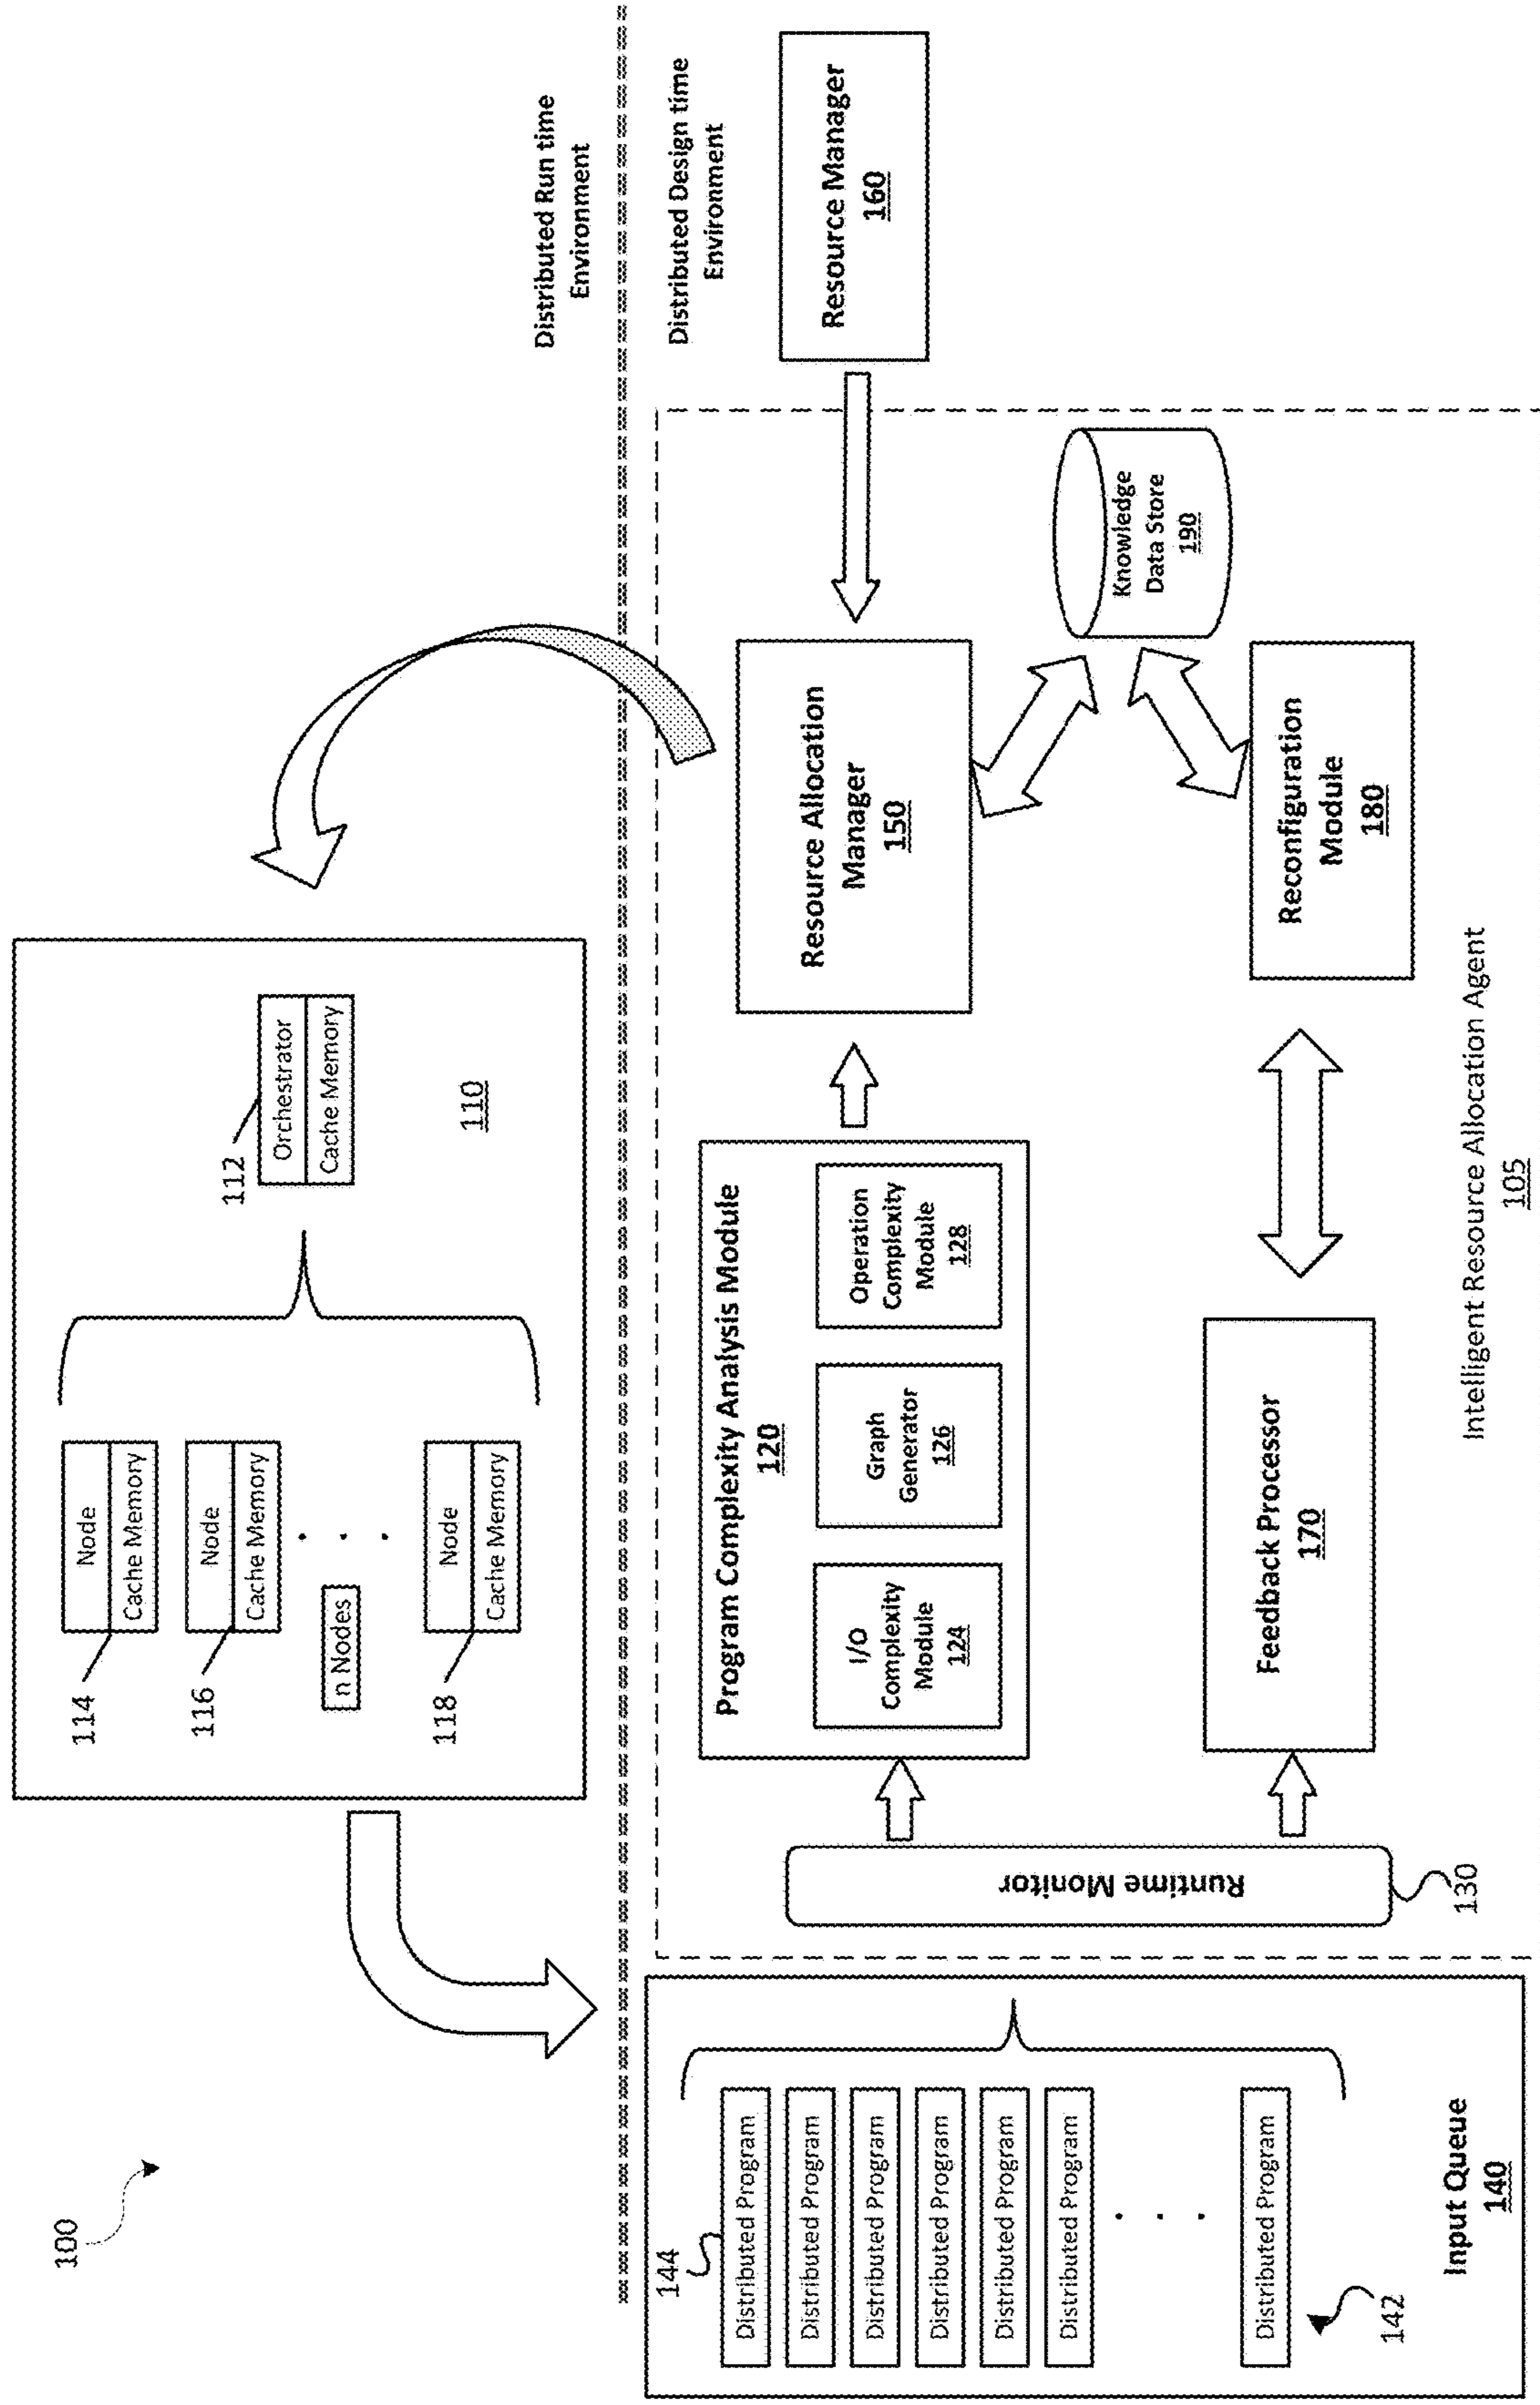 100
114
Node
Cache Memory
116
Node
Cache Memory
n Nodes
118
Node
Cache Memory
112
Orchestrator
Cache Memory
110
Distributed Run time
Environment
Distributed Design time
Environment
144
Distributed Program
Distributed Program
Distributed Program
Distributed Program
Distributed Program
Distributed Program
Distributed Program
142
Input Queue
140
Runtime Monitor
130
Program Complexity Analysis Module
120
I/O
Complexity
Module
124
Graph
Generator
126
Operation
Complexity
Module
128
Resource Allocation
Manager
150
Resource Manager
160
Knowledge
Data Store
190
Feedback Processor
170
Reconfiguration
Module
180
Intelligent Resource Allocation Agent
105